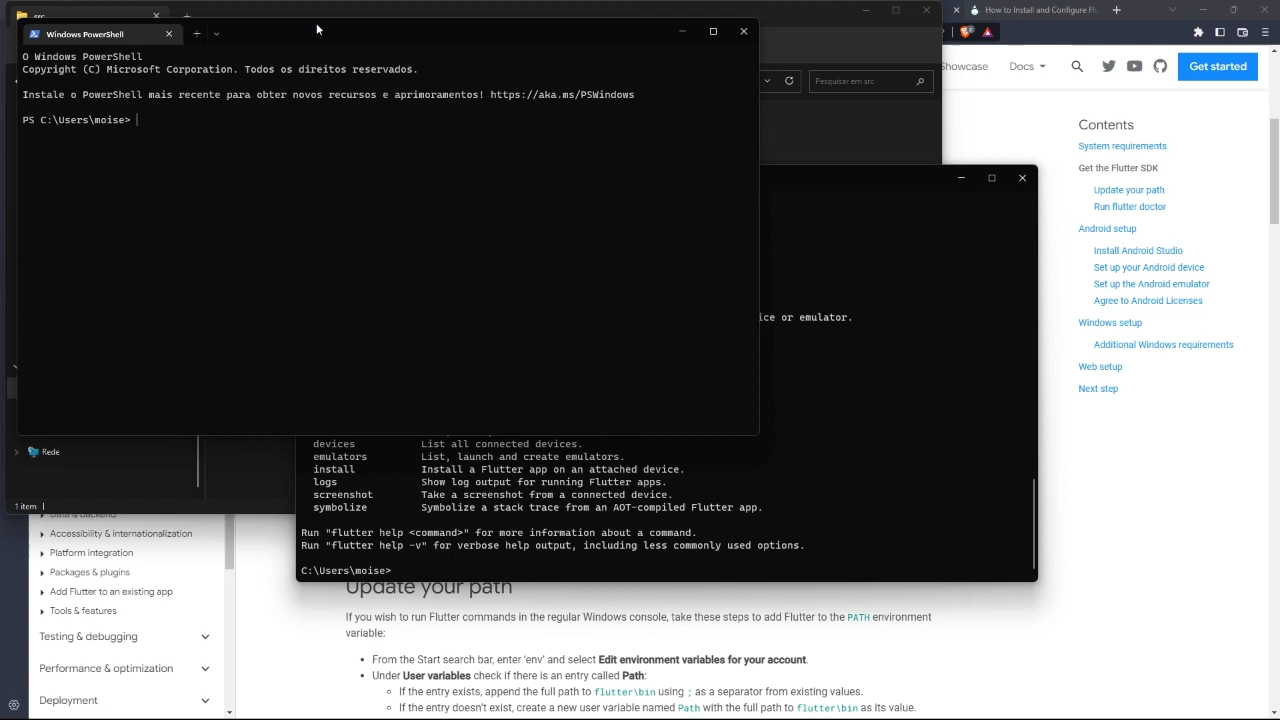 src
Windows PowerShell
How to Install and Configure Fl
O Windows PowerShell
Copyright (C) Microsoft Corporation. Todos os direitos reservados.
Instale o PowerShell mais recente para obter novos recursos e aprimoramentos! https://aka.ms/PSWindows
PS C:\Users\moise>
Pesquisar em src
Showcase
Docs
Get started
Contents
System requirements
Get the Flutter SDK
Update your path
Run flutter doctor
Android setup
Install Android Studio
Set up your Android device
Set up the Android emulator
Agree to Android Licenses
Windows setup
Additional Windows requirements
Web setup
Next step
ice or emulator.
devices List all connected devices.
emulators List, launch and create emulators.
install Install a Flutter app on an attached device.
logs Show log output for running Flutter apps.
screenshot Take a screenshot from a connected device.
symbolize Symbolize a stack trace from an AOT-compiled Flutter app.
Run "flutter help <command>" for more information about a command.
Run "flutter help -v" for verbose help output, including less commonly used options.
C:\Users\moise>
Rede
1 item
Data & backend
Accessibility & internationalization
Platform integration
Packages & plugins
Add Flutter to an existing app
Tools & features
Testing & debugging
Performance & optimization
Deployment
Update your path
If you wish to run Flutter commands in the regular Windows console, take these steps to add Flutter to the PATH environment
variable:
• From the Start search bar, enter ‘env’ and select Edit environment variables for your account.
• Under User variables check if there is an entry called Path:
If the entry exists, append the full path to flutter\bin using ; as a separator from existing values.
If the entry doesn’t exist, create a new user variable named Path with the full path to flutter\bin as its value.